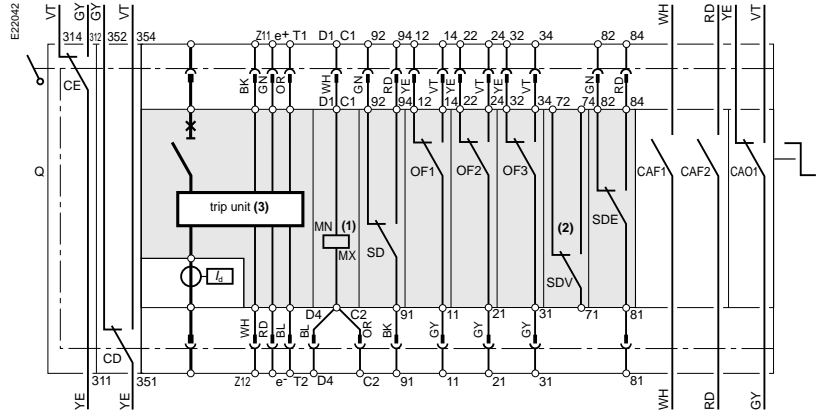 E22042
VT GY GY VT WH RD YE VT
314 312 352 354 Z11 e+ T1 D1 C1 92 94 12 14 22 24 32 34 82 84
CE BK GN OR WH GN RD YE VT YE VT YE VT GN RD
D1 C1 92 94 12 14 22 24 32 34 72 74 82 84
Q OF1 OF2 OF3 CAF1 CAF2 CAO1
trip unit (3)
MN (1) SD (2) SDE
MX
Id SDV
D4 C2 91 11 21 31 71 81
CD WH RD BL BL OR BK GY GY GY
311 351 Z12 e- T2 D4 C2 91 11 21 31 81
YE YE WH RD GY